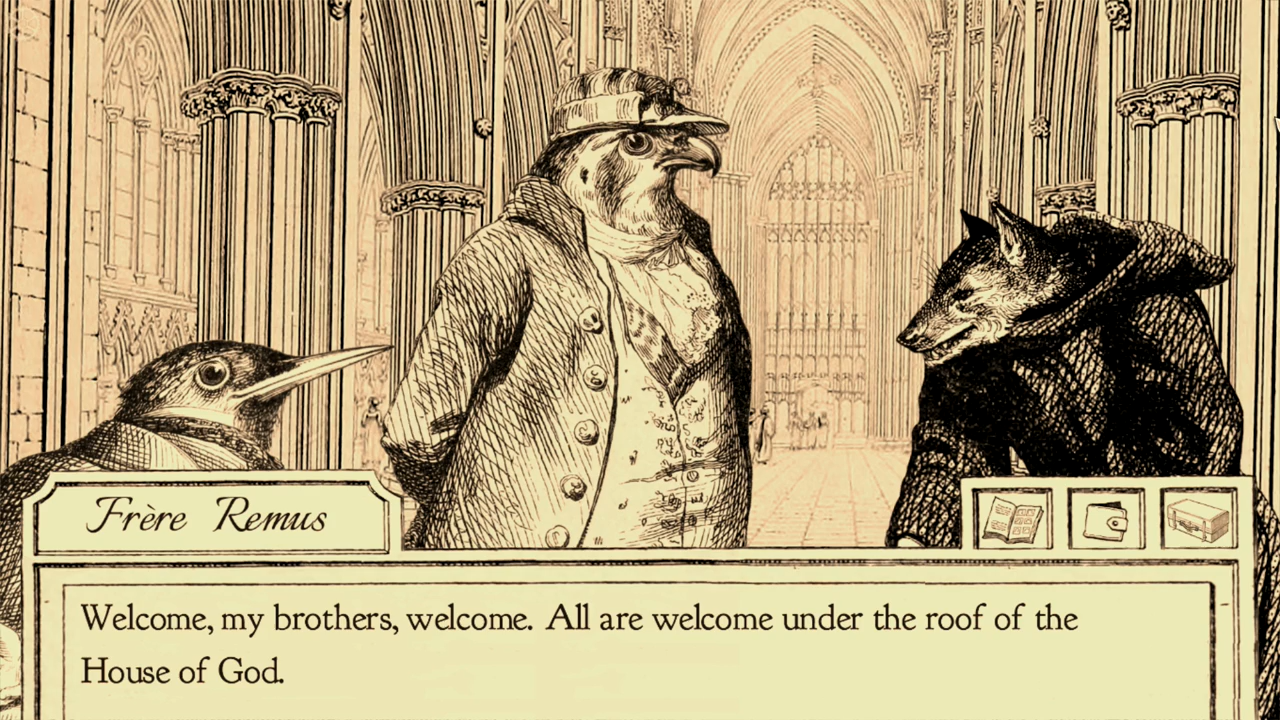 Frère Remus
Welcome, my brothers, welcome. All are welcome under the roof of the
House of God.